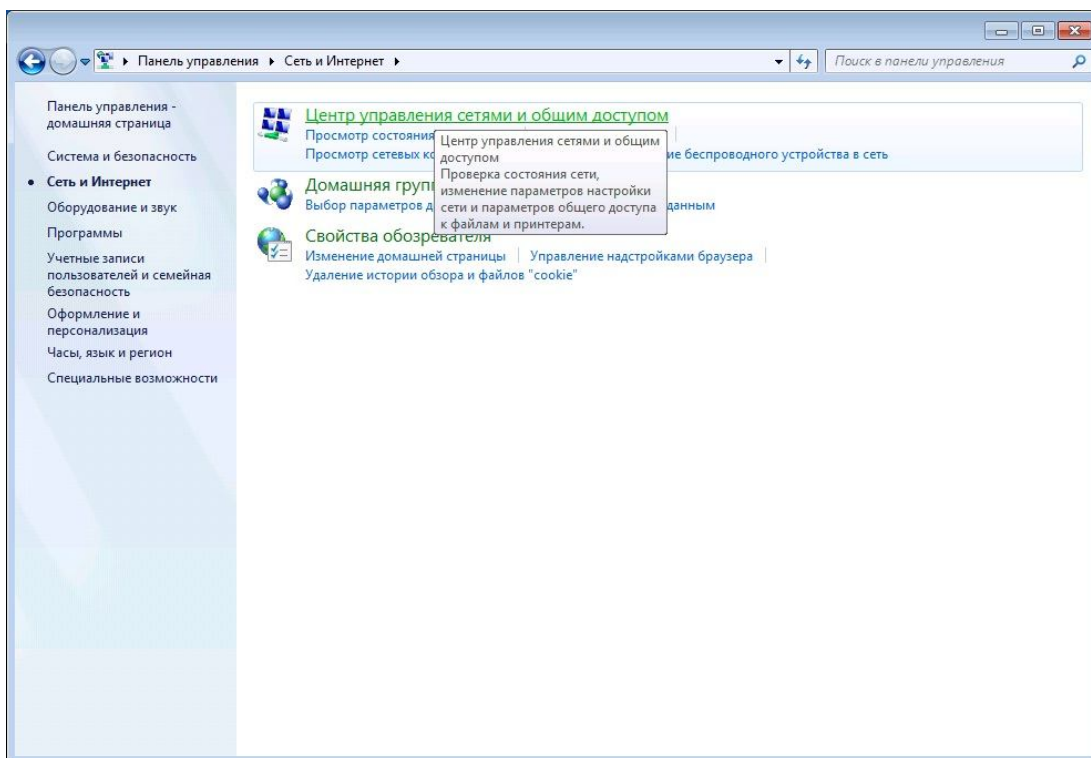 Панель управления ▸ Сеть и Интернет ▸
Поиск в панели управления
Панель управления -
домашняя страница
Система и безопасность
• Сеть и Интернет
Оборудование и звук
Программы
Учетные записи
пользователей и семейная
безопасность
Оформление и
персонализация
Часы, язык и регион
Специальные возможности
Центр управления сетями и общим доступом
Просмотр состояния
Просмотр сетевых
беспроводного устройства в сеть
Центр управления сетями и общим
доступом
Проверка состояния сети,
изменение параметров настройки
сети и параметров общего доступа
к файлам и принтерам.
Домашняя
Выбор параметров
данным
Свойства обозревателя
Изменение домашней страницы | Управление надстройками браузера
Удаление истории обзора и файлов "cookie"